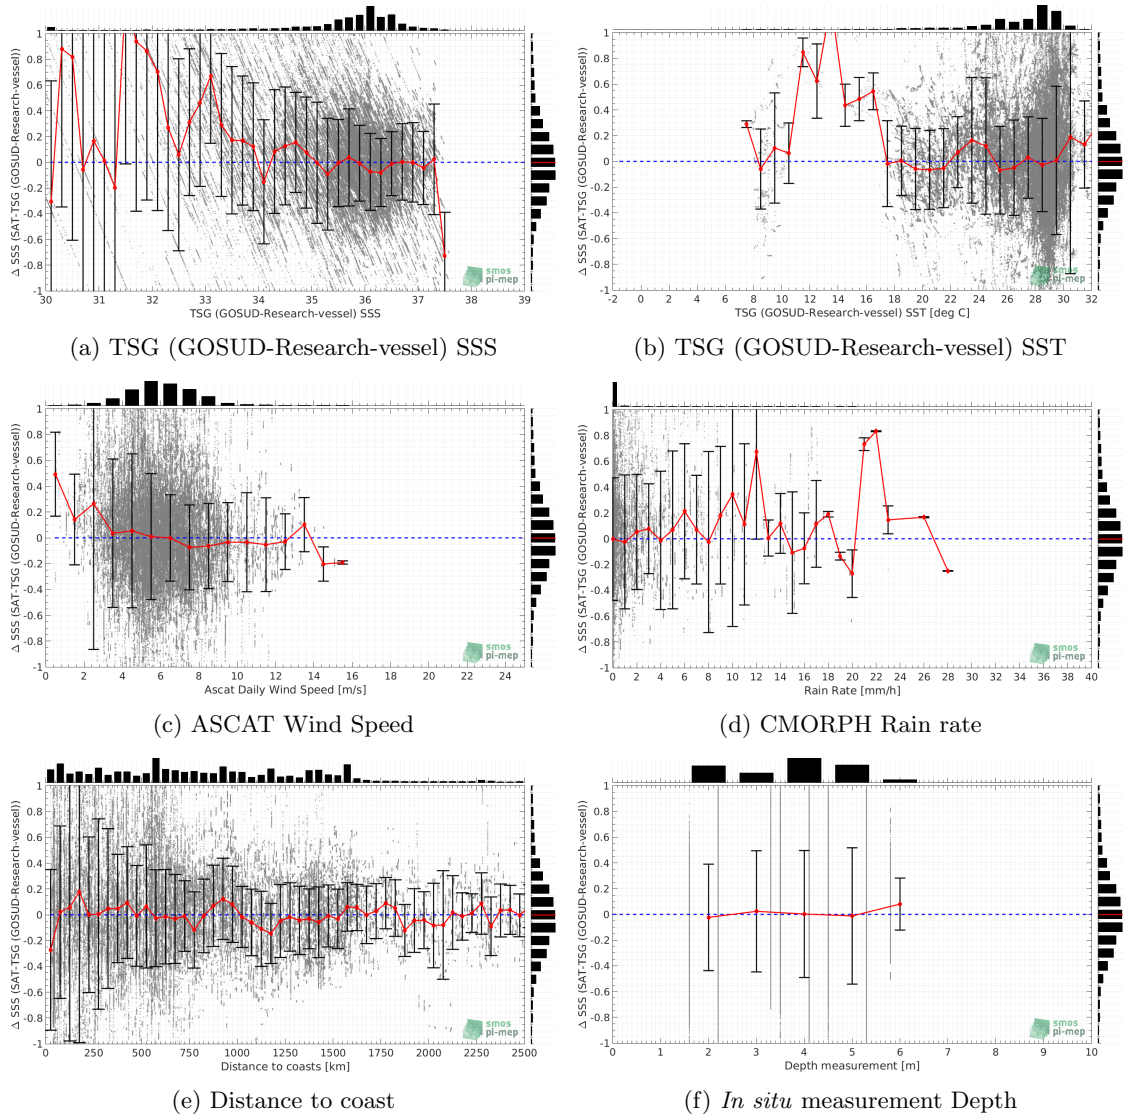 Δ SSS (SAT-TSG (GOSUD-Research-vessel))
1
0.8
0.6
0.4
0.2
0
-0.2
-0.4
-0.6
-0.8
-1
smos
pi-mep
30 31 32 33 34 35 36 37 38 39
TSG (GOSUD-Research-vessel) SSS
(a) TSG (GOSUD-Research-vessel) SSS
Δ SSS (SAT-TSG (GOSUD-Research-vessel))
1
0.8
0.6
0.4
0.2
0
-0.2
-0.4
-0.6
-0.8
-1
smos
pi-mep
-2 0 2 4 6 8 10 12 14 16 18 20 22 24 26 28 30 32
TSG (GOSUD-Research-vessel) SST [deg C]
(b) TSG (GOSUD-Research-vessel) SST
Δ SSS (SAT-TSG (GOSUD-Research-vessel))
1
0.8
0.6
0.4
0.2
0
-0.2
-0.4
-0.6
-0.8
-1
smos
pi-mep
0 2 4 6 8 10 12 14 16 18 20 22 24
Ascat Daily Wind Speed [m/s]
(c) ASCAT Wind Speed
Δ SSS (SAT-TSG (GOSUD-Research-vessel))
1
0.8
0.6
0.4
0.2
0
-0.2
-0.4
-0.6
-0.8
-1
smos
pi-mep
0 2 4 6 8 10 12 14 16 18 20 22 24 26 28 30 32 34 36 38 40
Rain Rate [mm/h]
(d) CMORPH Rain rate
Δ SSS (SAT-TSG (GOSUD-Research-vessel))
1
0.8
0.6
0.4
0.2
0
-0.2
-0.4
-0.6
-0.8
-1
smos
pi-mep
0 250 500 750 1000 1250 1500 1750 2000 2250 2500
Distance to coasts [km]
(e) Distance to coast
Δ SSS (SAT-TSG (GOSUD-Research-vessel))
1
0.8
0.6
0.4
0.2
0
-0.2
-0.4
-0.6
-0.8
-1
smos
pi-mep
0 1 2 3 4 5 6 7 8 9 10
Depth measurement [m]
(f) In situ measurement Depth